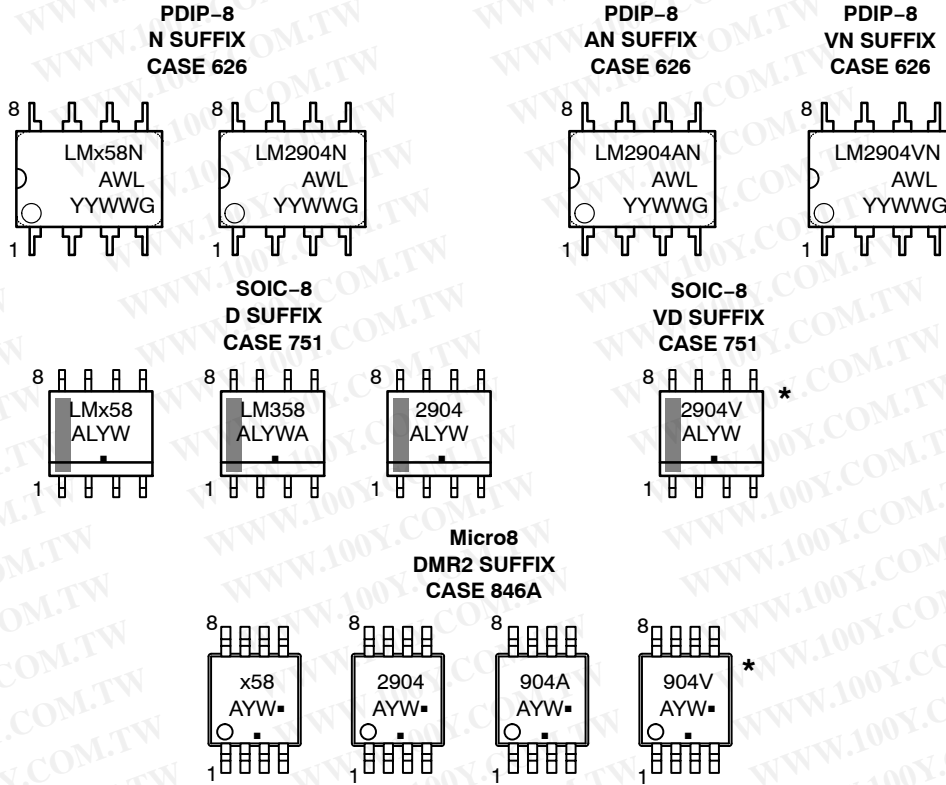 PDIP–8
N SUFFIX
CASE 626
PDIP–8
AN SUFFIX
CASE 626
PDIP–8
VN SUFFIX
CASE 626
8
LMx58N
AWL
YYWWG
1
8
LM2904N
AWL
YYWWG
1
8
LM2904AN
AWL
YYWWG
1
8
LM2904VN
AWL
YYWWG
1
SOIC–8
D SUFFIX
CASE 751
SOIC–8
VD SUFFIX
CASE 751
8
LMx58
ALYW
1
8
LM358
ALYWA
1
8
2904
ALYW
1
8
2904V
ALYW
*
1
Micro8
DMR2 SUFFIX
CASE 846A
8
x58
AYW▪
1
8
2904
AYW▪
1
8
904A
AYW▪
1
8
904V
AYW▪
*
1
WWW.100Y.COM.TW